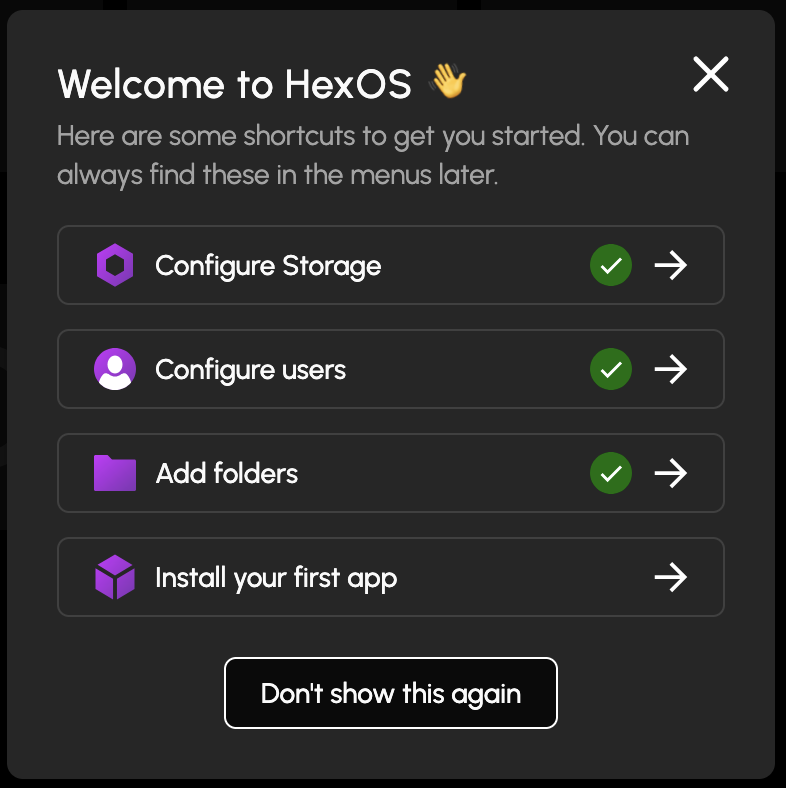 Welcome to HexOS 👋
Here are some shortcuts to get you started. You can
always find these in the menus later.
Configure Storage
Configure users
Add folders
Install your first app
Don't show this again